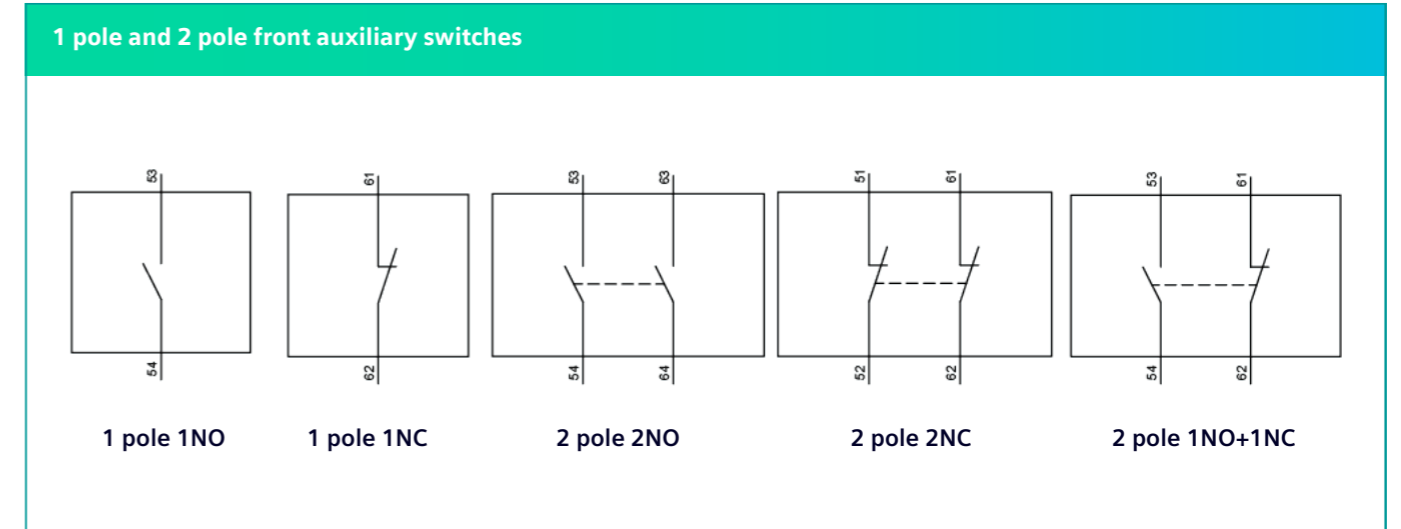 1 pole and 2 pole front auxiliary switches
53 61 53 63 51 61 53 61
54 62 54 64 52 62 54 62
1 pole 1NO 1 pole 1NC 2 pole 2NO 2 pole 2NC 2 pole 1NO+1NC